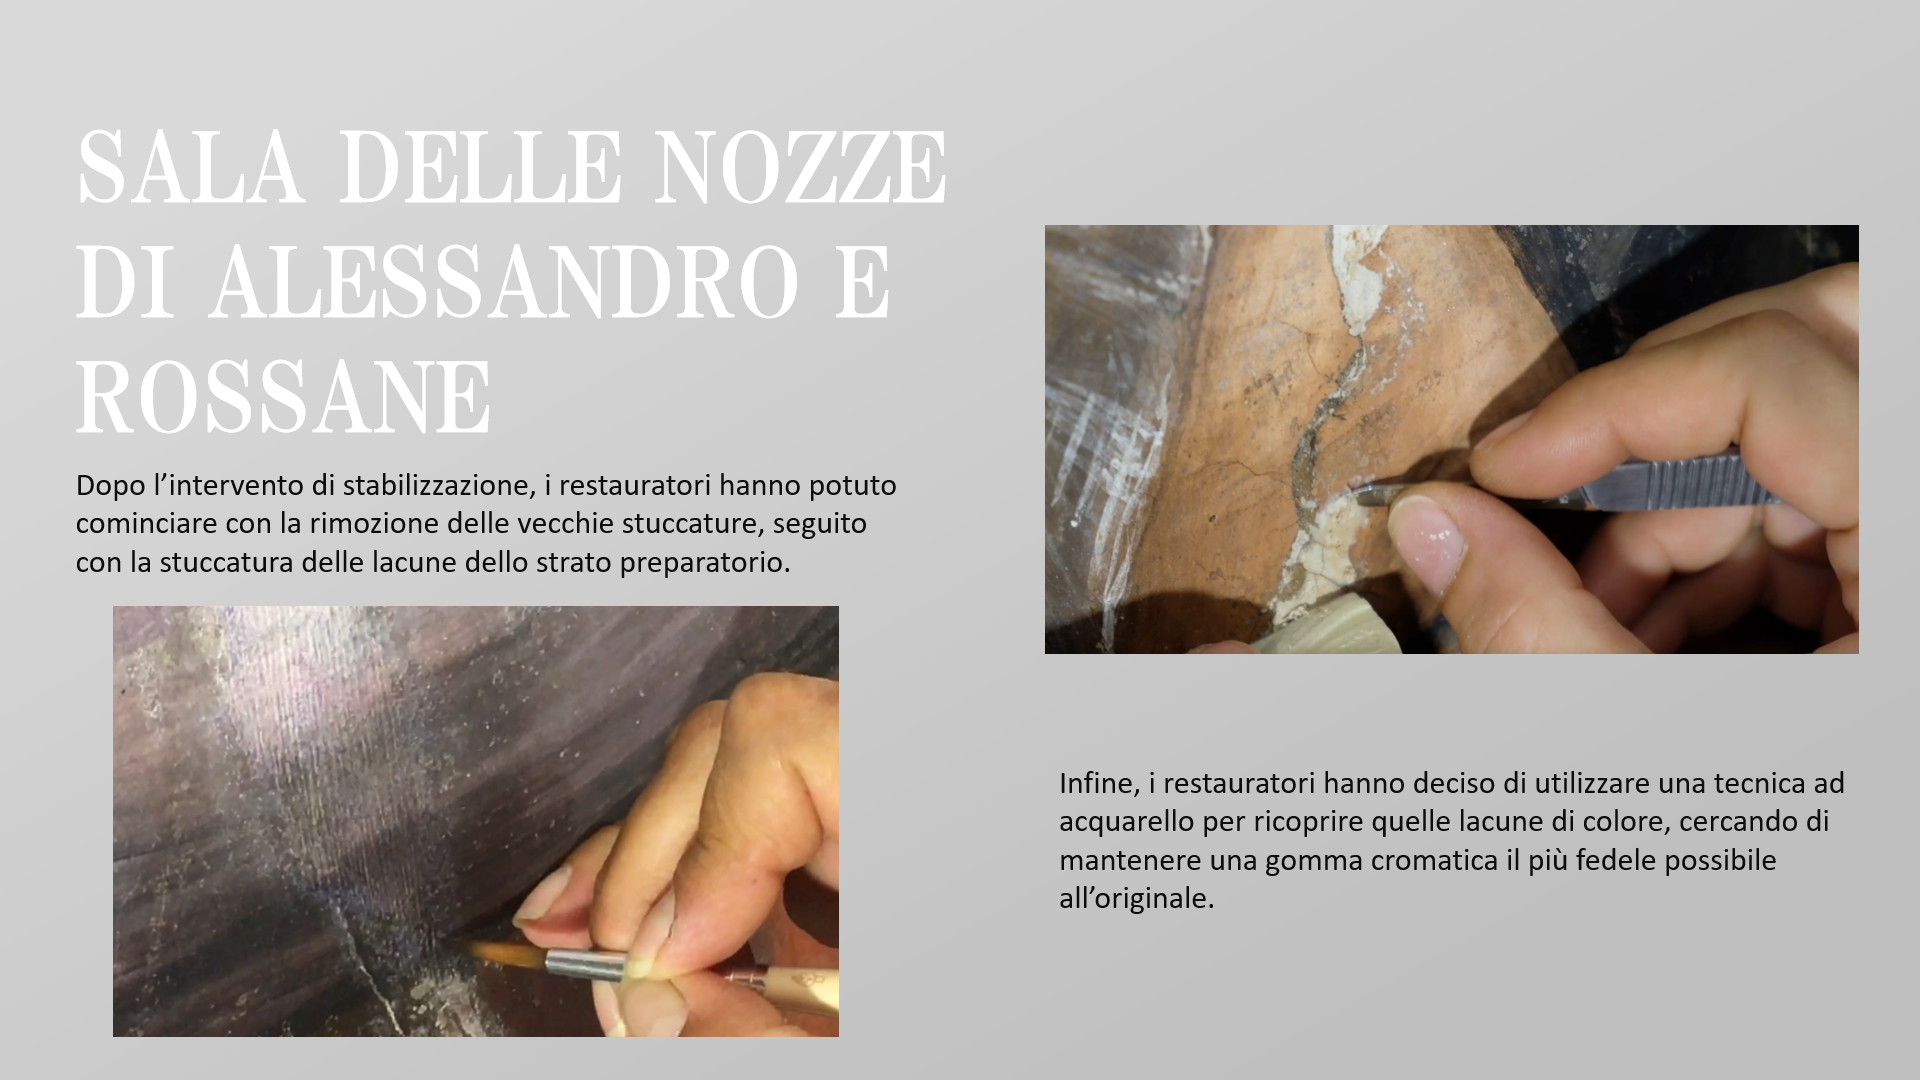 SALA DELLE NOZZE
DI ALESSANDRO E
ROSSANE
Dopo l’intervento di stabilizzazione, i restauratori hanno potuto
cominciare con la rimozione delle vecchie stuccature, seguito
con la stuccatura delle lacune dello strato preparatorio.
Infine, i restauratori hanno deciso di utilizzare una tecnica ad
acquarello per ricoprire quelle lacune di colore, cercando di
mantenere una gomma cromatica il più fedele possibile
all’originale.